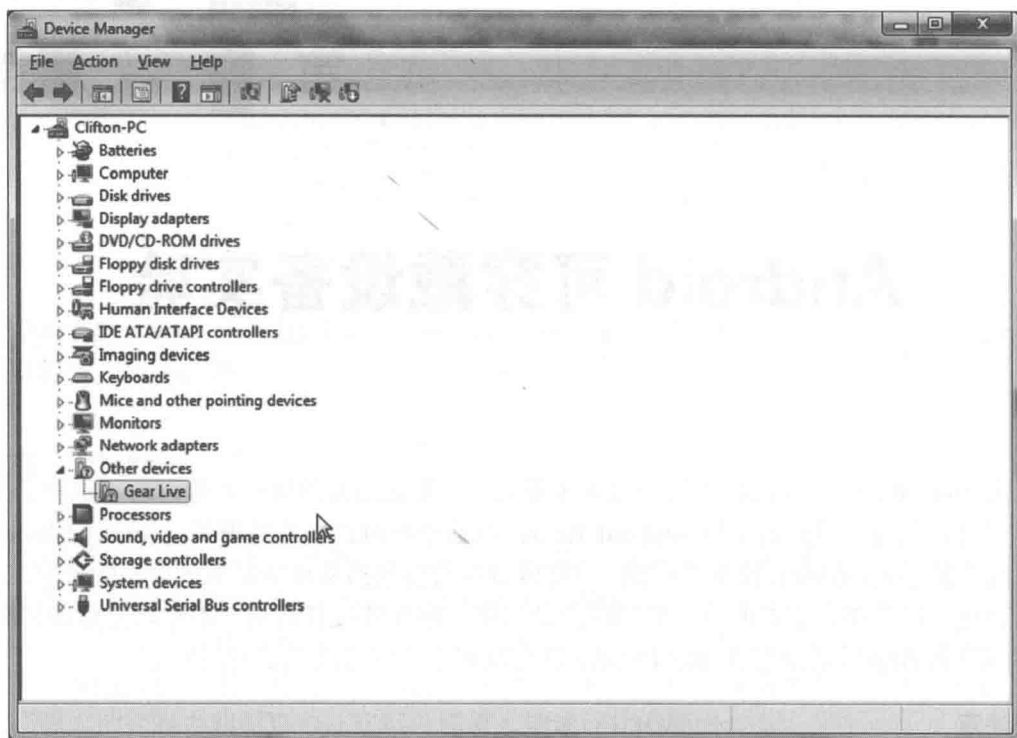 Device Manager
File Action View Help
Clifton-PC
Batteries
Computer
Disk drives
Display adapters
DVD/CD-ROM drives
Floppy disk drives
Floppy drive controllers
Human Interface Devices
IDE ATA/ATAPI controllers
Imaging devices
Keyboards
Mice and other pointing devices
Monitors
Network adapters
Other devices
Gear Live
Processors
Sound, video and game controllers
Storage controllers
System devices
Universal Serial Bus controllers